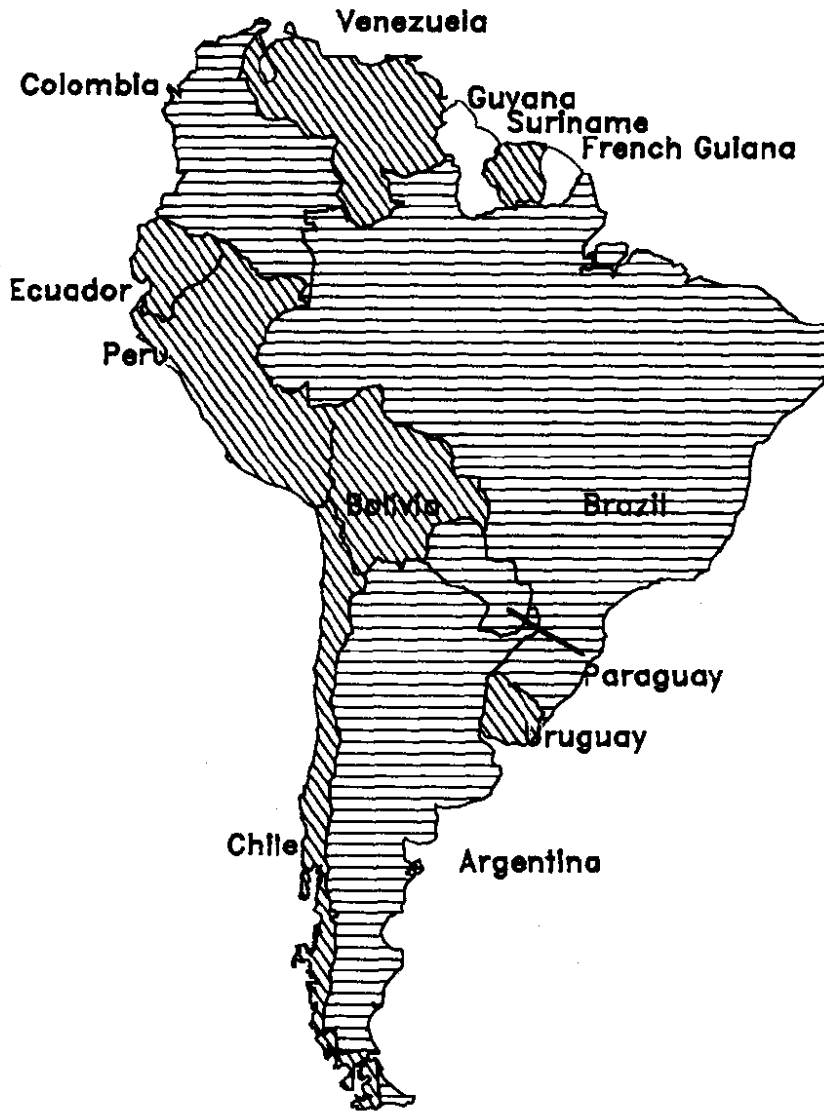 Venezuela
Colombia
Guyana
Suriname
French Guiana
Ecuador
Peru
Bolivia
Brazil
Paraguay
Uruguay
Chile
Argentina